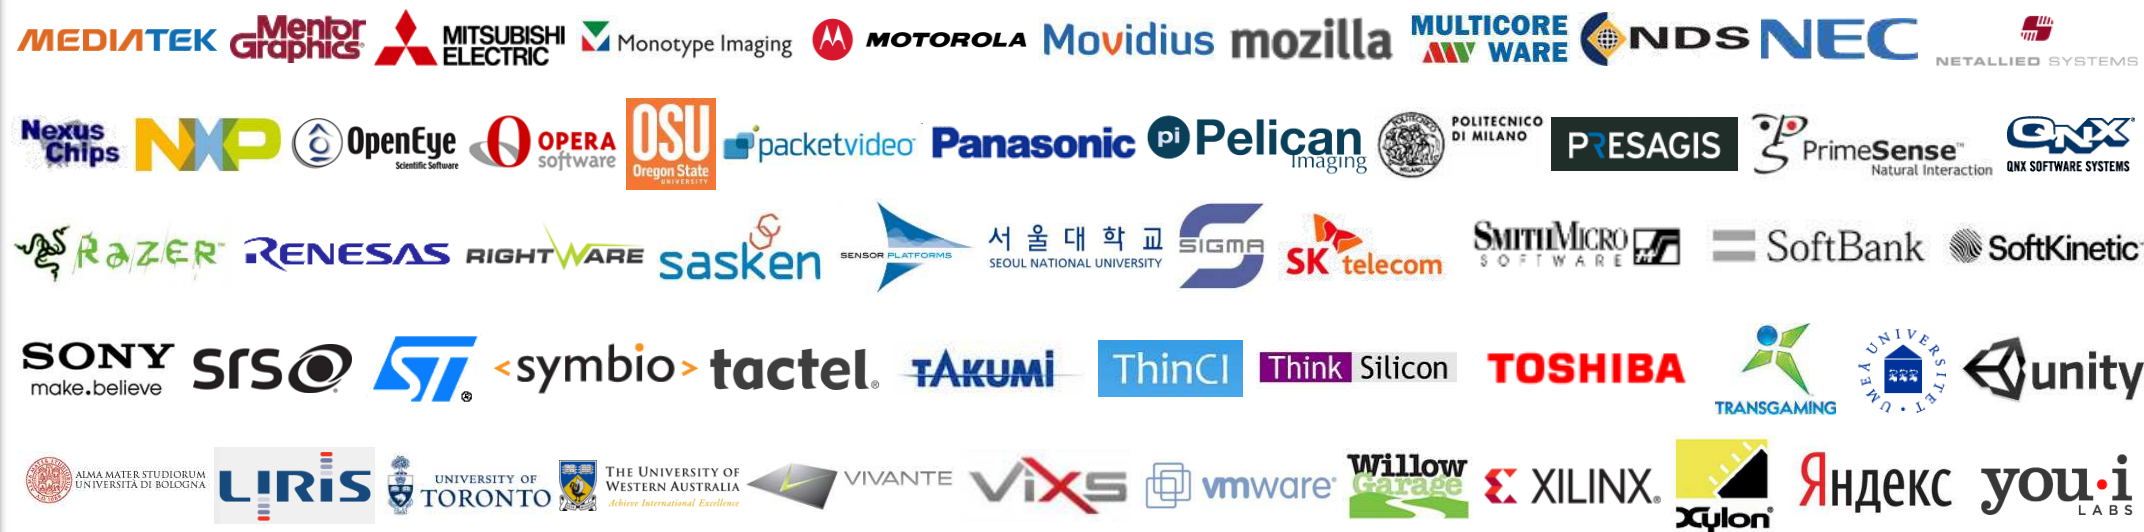 MEDIATEK
Mentor
Graphics
MITSUBISHI
ELECTRIC
Monotype Imaging
MOTOROLA
Movidius
mozilla
MULTICORE
WARE
NDS
NEC
NETALLIED SYSTEMS
Nexus
Chips
NXP
OpenEye
Scientific Software
OPERA
software
OSU
Oregon State
UNIVERSITY
packetvideo
Panasonic
pi Pelican
Imaging
POLITECNICO
DI MILANO
PRESAGIS
PrimeSense™
Natural Interaction
QNX
QNX SOFTWARE SYSTEMS
RAZER™
RENESAS
RIGHTWARE
sasken
SENSOR PLATFORMS
서울대학교
SEOUL NATIONAL UNIVERSITY
SIGMA
SK telecom
SMITH MICRO
SOFTWARE
SoftBank
SoftKinetic
SONY
make.believe
SRS
ST®
<symbio>
tactel®
TAKUMI
ThinCI
Think Silicon
TOSHIBA
TRANSGAMING
UMEÅ UNIVERSITET
unity
ALMA MATER STUDIORUM
UNIVERSITÀ DI BOLOGNA
LIRIS
UNIVERSITY OF
TORONTO
THE UNIVERSITY OF
WESTERN AUSTRALIA
Achieve International Excellence
VIVANTE
ViXS
vmware®
Willow
Garage
XILINX®
Xylon®
Яндекс
you.i
LABS